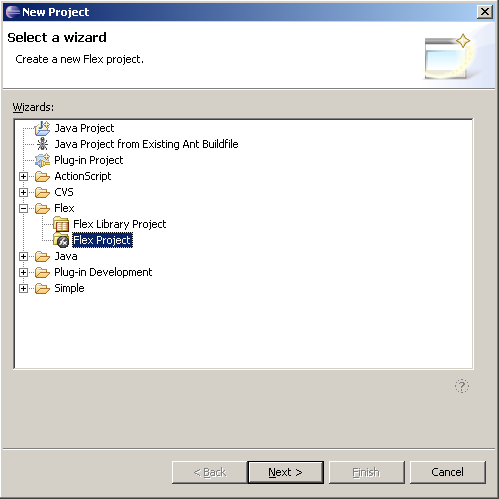 New Project
Select a wizard
Create a new Flex project.
Wizards:
Java Project
Java Project from Existing Ant Buildfile
Plug-in Project
ActionScript
CVS
Flex
Flex Library Project
Flex Project
Java
Plug-in Development
Simple
?
< Back Next > Finish Cancel